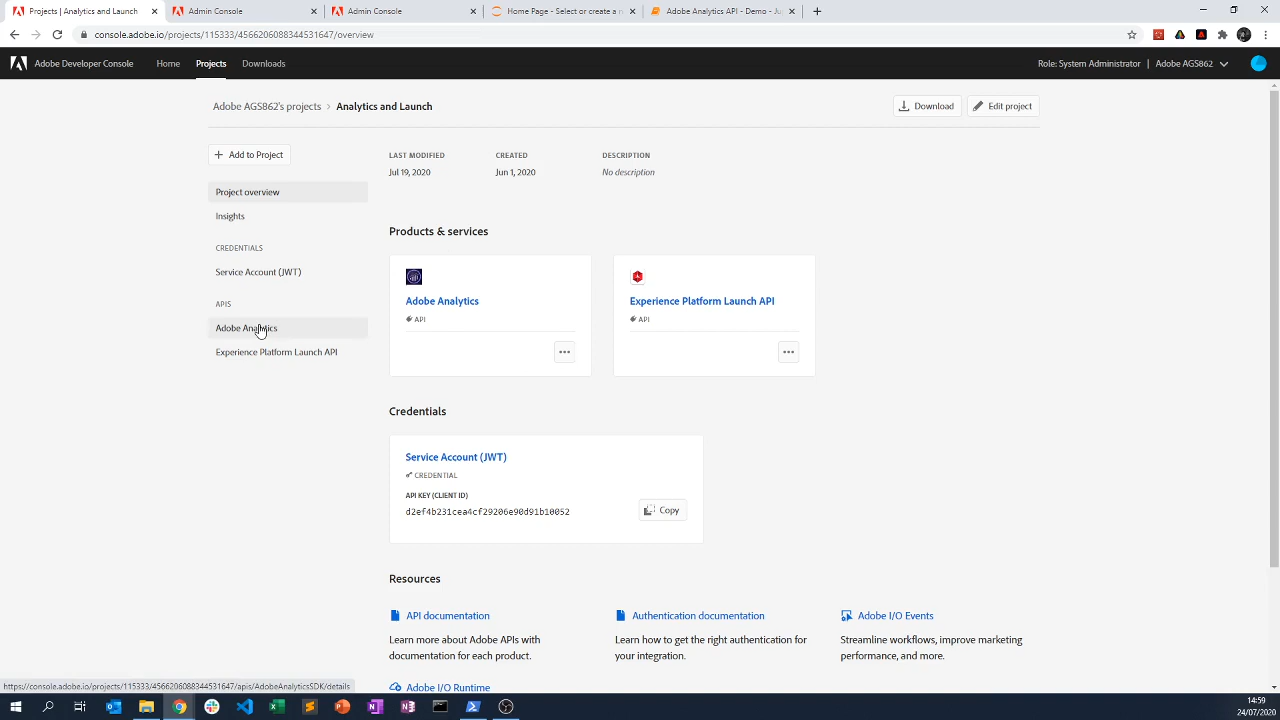 Projects | Analytics and Launch
Admin Console
Admin Console
Home Page - Select or create a n
Adobe Analytics API - Demo - Ju
console.adobe.io/projects/115333/4566206088344531647/overview
Adobe Developer Console
Home
Projects
Downloads
Role: System Administrator
Adobe AGS862
Adobe AGS862's projects > Analytics and Launch
Download
Edit project
+ Add to Project
LAST MODIFIED
CREATED
DESCRIPTION
Jul 19, 2020
Jun 1, 2020
No description
Project overview
Insights
CREDENTIALS
Service Account (JWT)
APIS
Adobe Analytics
Experience Platform Launch API
Products & services
Adobe Analytics
API
Experience Platform Launch API
API
Credentials
Service Account (JWT)
CREDENTIAL
API KEY (CLIENT ID)
d2ef4b231cea4cf29206e90d91b10052
Copy
Resources
API documentation
Learn more about Adobe APIs with
documentation for each product.
Authentication documentation
Learn how to get the right authentication for
your integration.
Adobe I/O Events
Streamline workflows, improve marketing
performance, and more.
Adobe I/O Runtime
https://console.adobe.io/projects/115333/4566206088344531647/apis/AdobeAnalyticsSDK/details
14:59
24/07/2020